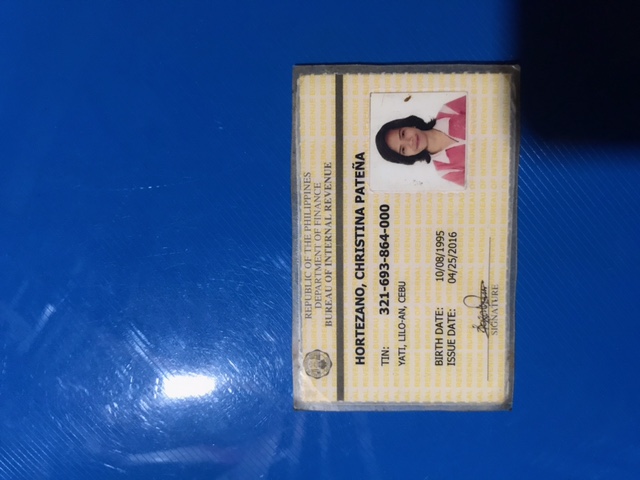 REPUBLIC OF THE PHILIPPINES
DEPARTMENT OF FINANCE
BUREAU OF INTERNAL REVENUE
HORTEZANO, CHRISTINA PATEÑA
TIN: 321-693-864-000
YATI, LILO-AN, CEBU
BIRTH DATE: 10/08/1995
ISSUE DATE: 04/25/2016
SIGNATURE